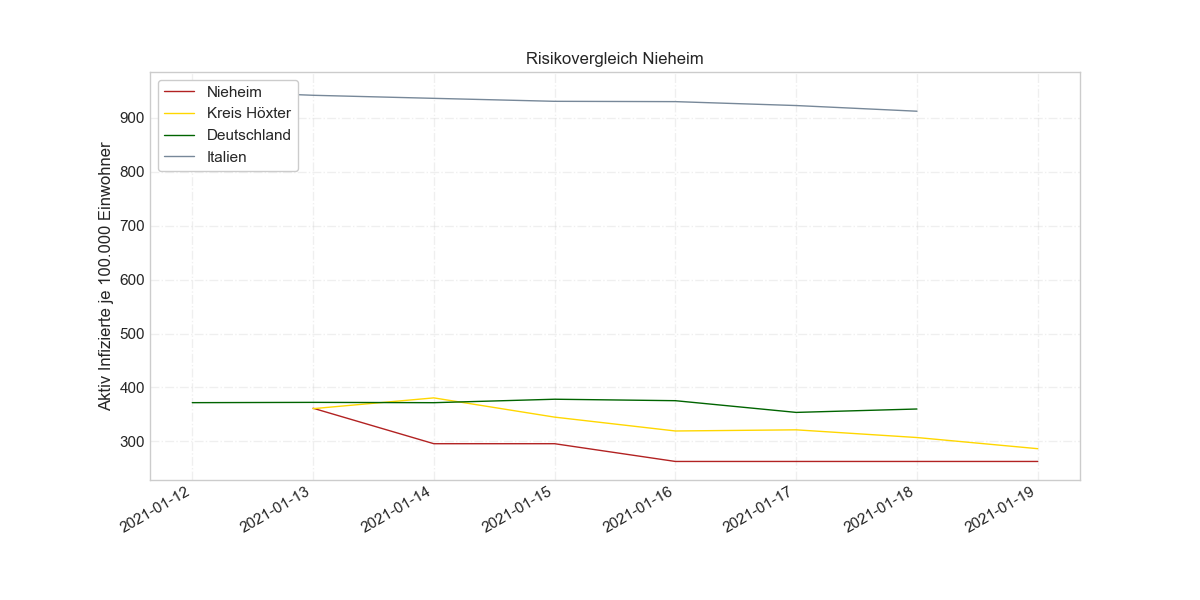 Risikovergleich Nieheim
Nieheim
Kreis Höxter
Deutschland
Italien
Aktiv Infizierte je 100.000 Einwohner
900
800
700
600
500
400
300
2021-01-12
2021-01-13
2021-01-14
2021-01-15
2021-01-16
2021-01-17
2021-01-18
2021-01-19